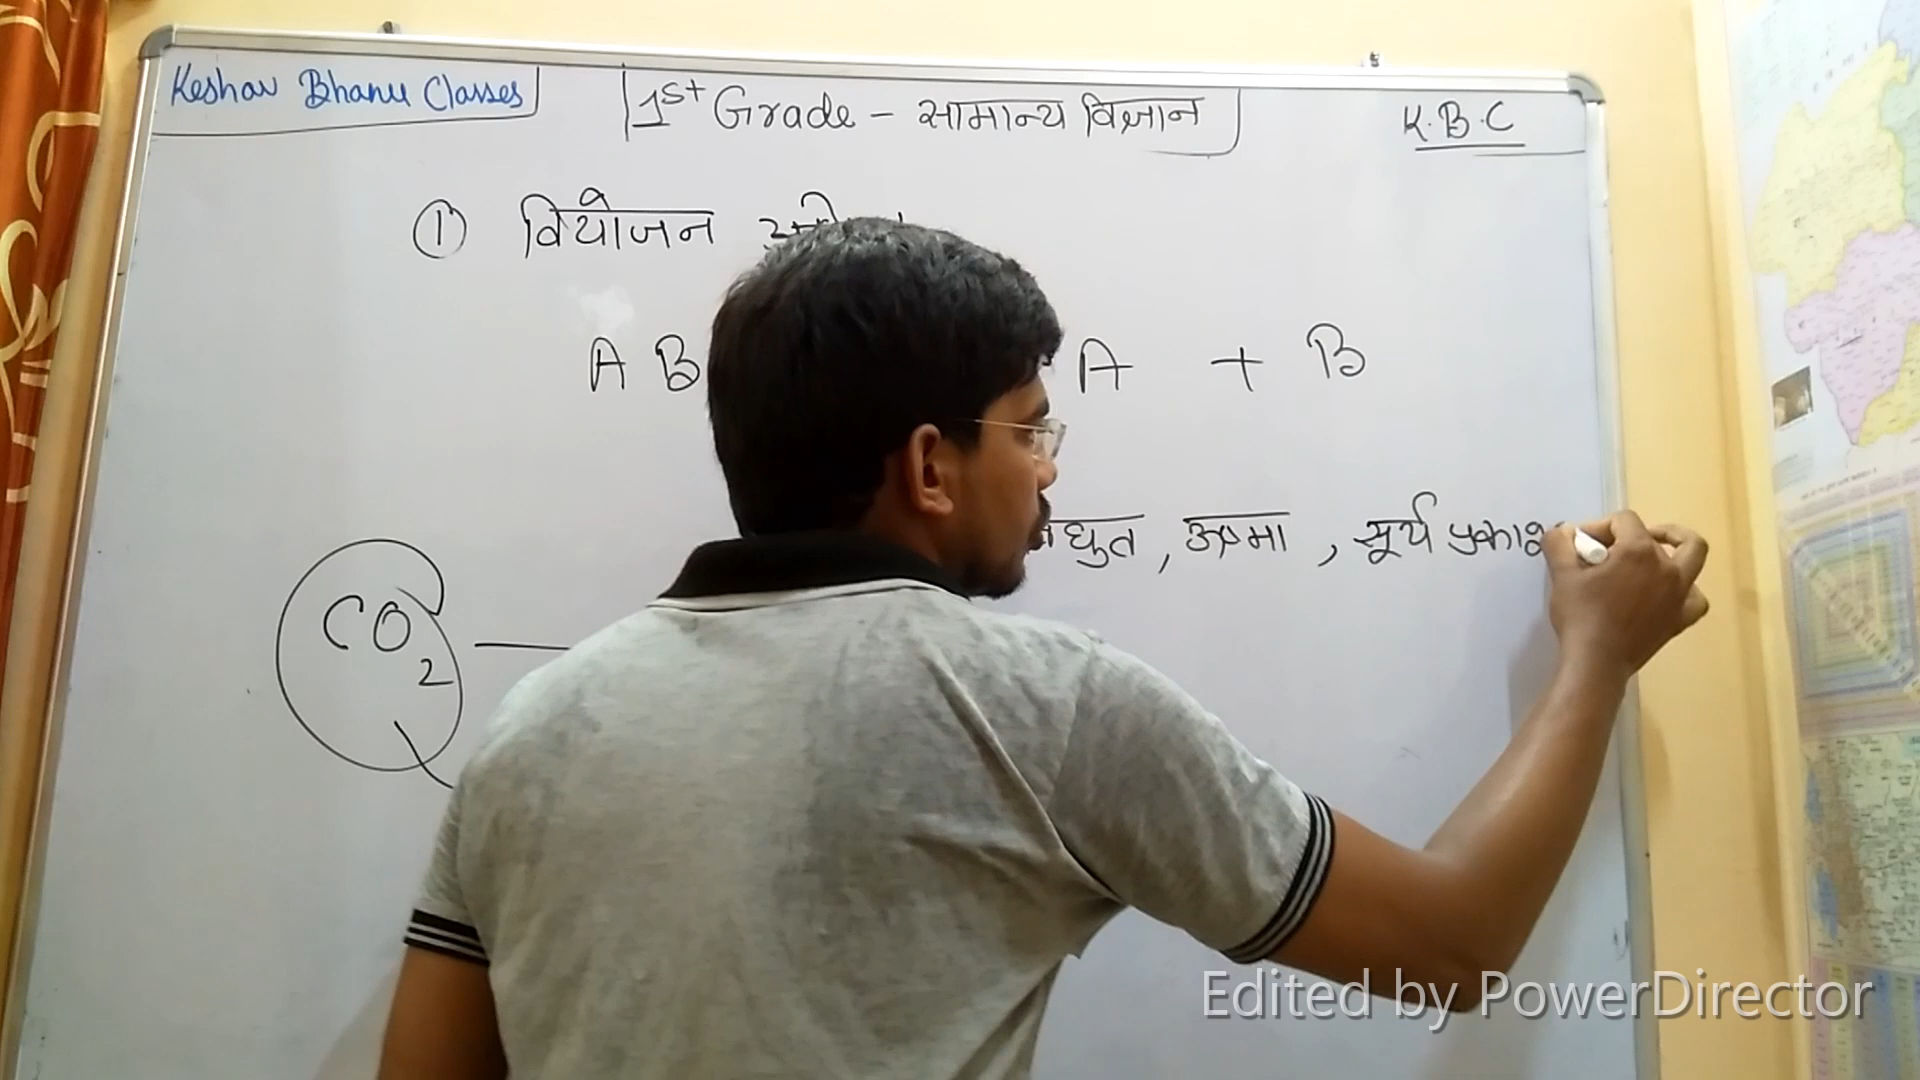 Keshav Bhanu Classes
1st Grade - सामान्य विज्ञान
K.B.C
① वियोजन
A B A + B
, ऊष्मा , सूर्य प्रकाश
CO2
Edited by PowerDirector